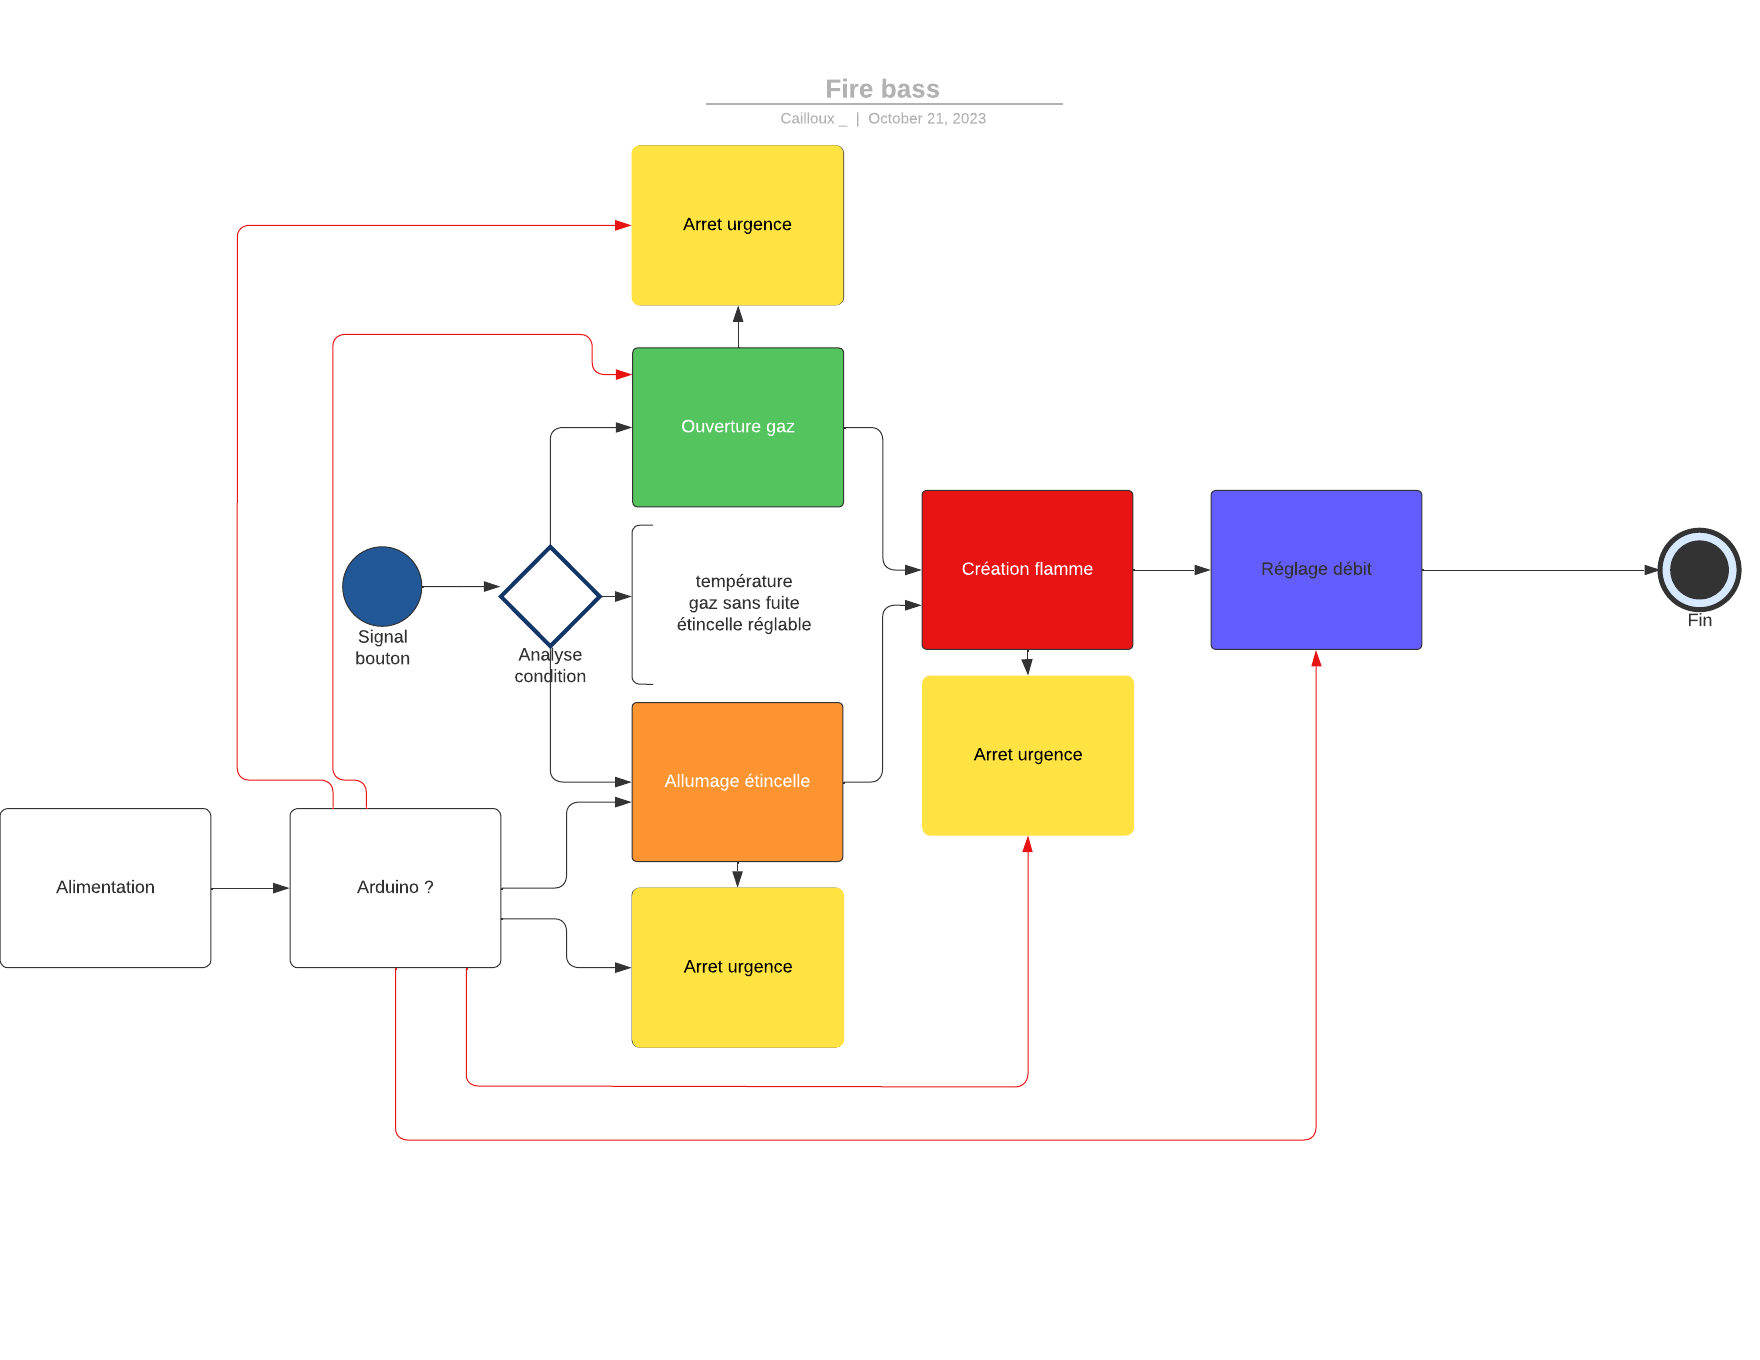 Fire bass
Cailloux _ | October 21, 2023
Arret urgence
Ouverture gaz
température
gaz sans fuite
étincelle réglable
Signal
bouton
Analyse
condition
Création flamme
Réglage débit
Fin
Allumage étincelle
Arret urgence
Alimentation
Arduino ?
Arret urgence